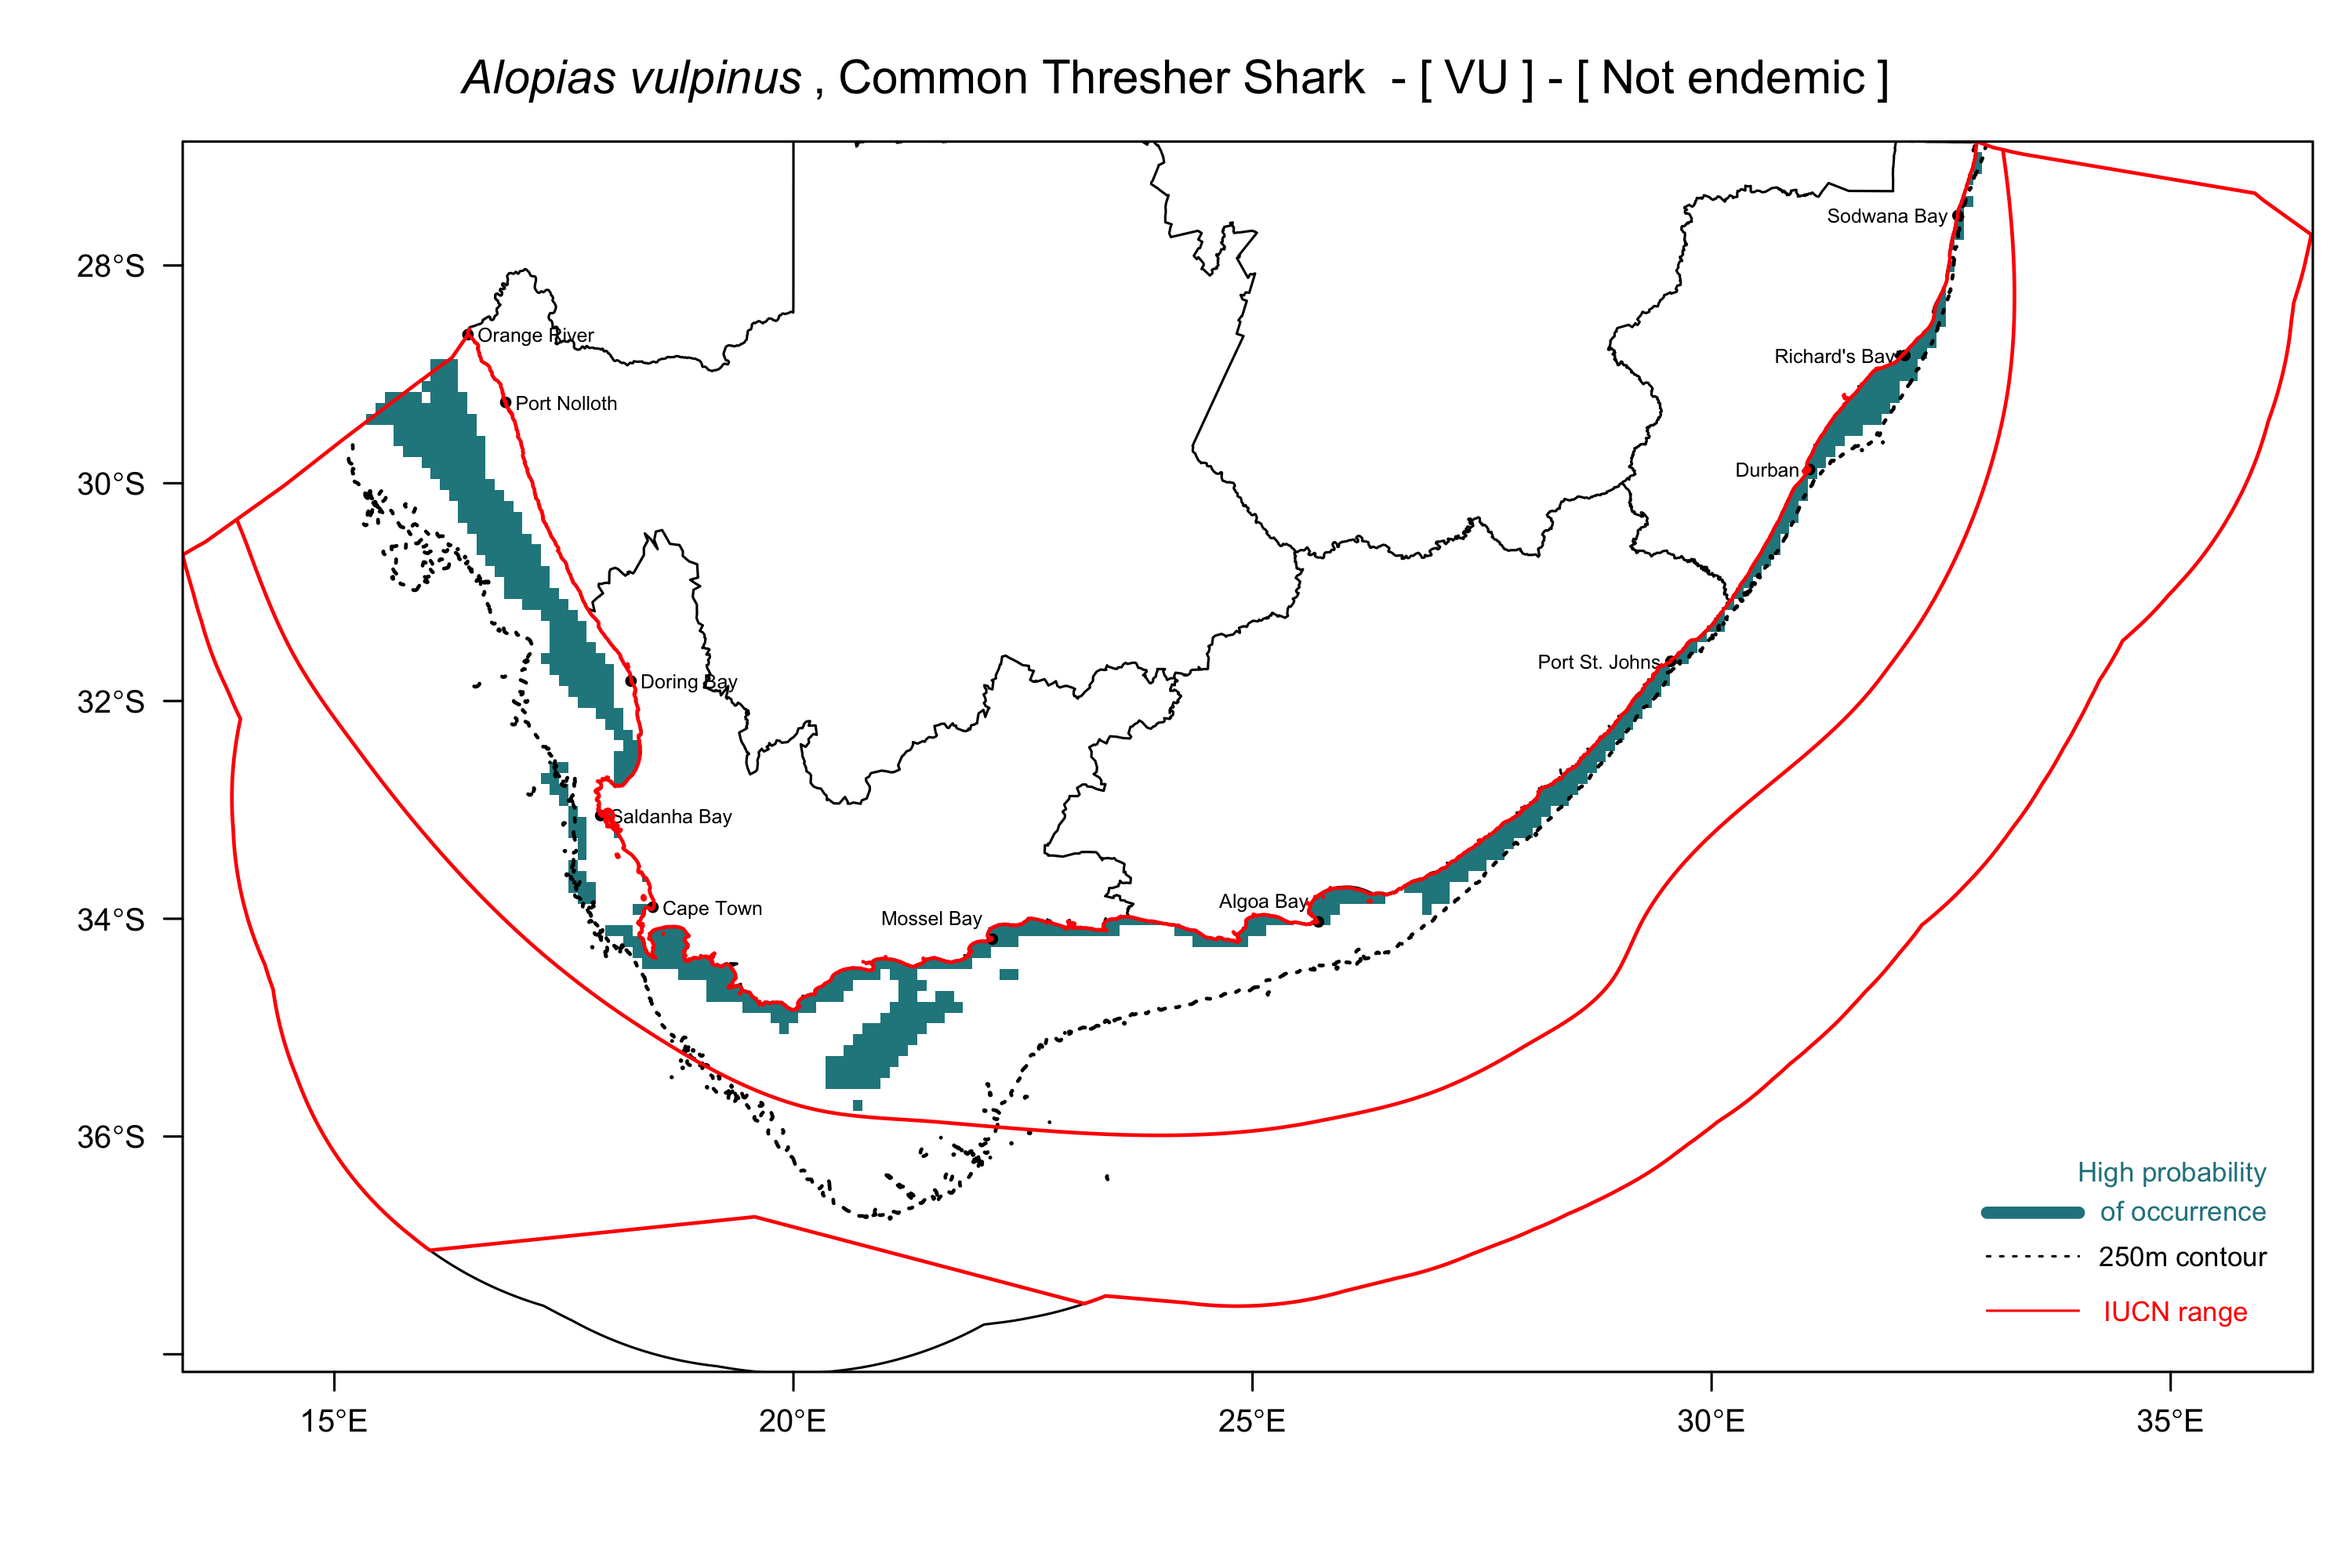 Alopias vulpinus , Common Thresher Shark - [ VU ] - [ Not endemic ]
Sodwana Bay
28°S
Orange River
Richard's Bay
Port Nolloth
Durban
30°S
Port St. Johns
Doring Bay
32°S
Saldanha Bay
Algoa Bay
Cape Town
Mossel Bay
34°S
36°S
High probability
of occurrence
250m contour
IUCN range
15°E
20°E
25°E
30°E
35°E